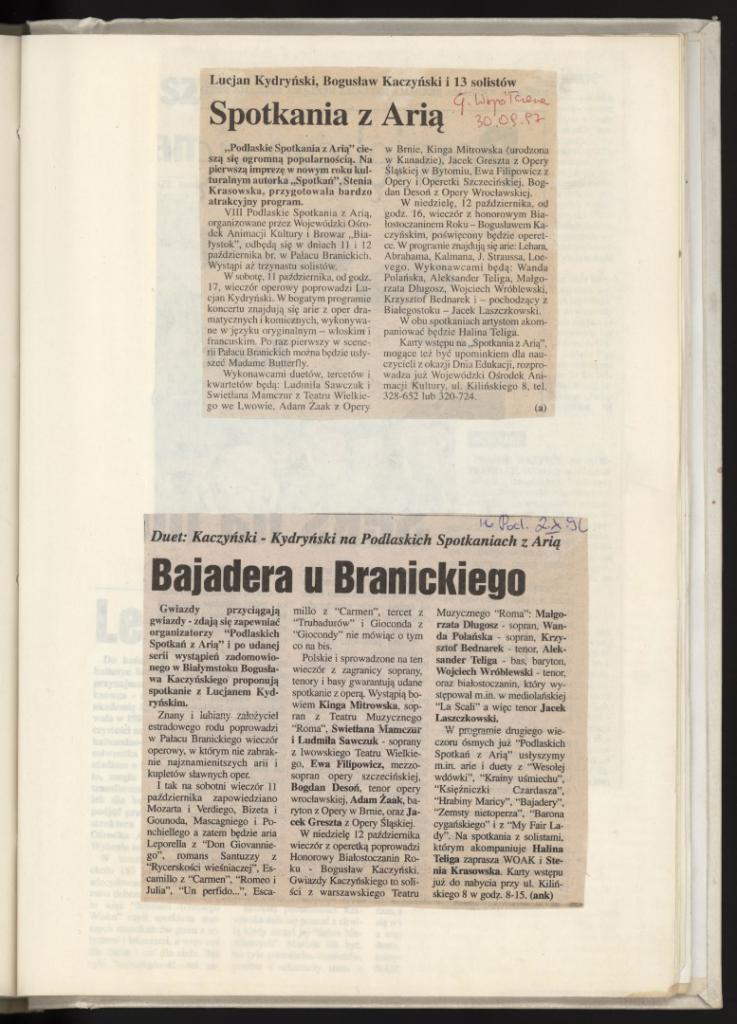 Lucjan Kydryński, Bogusław Kaczyński i 13 solistów
Spotkania z Arią
G. Współczesna
30.09.97
„Podlaskie Spotkania z Arią” cie-
szą się ogromną popularnością. Na
pierwszą imprezę w nowym roku kul-
turalnym autorka „Spotkań”, Stenia
Krasowska, przygotowała bardzo
atrakcyjny program.
VIII Podlaskie Spotkania z Arią,
organizowane przez Wojewódzki Ośro-
dek Animacji Kultury i Browar „Bia-
łystok”, odbędą się w dniach 11 i 12
października br. w Pałacu Branickich.
Wystąpi aż trzynastu solistów.
W sobotę, 11 października, od godz.
17, wieczór operowy poprowadzi Lu-
cjan Kydryński. W bogatym programie
koncertu znajdują się arie z oper dra-
matycznych i komicznych, wykonywa-
ne w języku oryginalnym – włoskim i
francuskim. Po raz pierwszy w scene-
rii Pałacu Branickich można będzie usły-
szeć Madame Butterfly.
Wykonawcami duetów, tercetów i
kwartetów będą: Ludmiła Sawczuk i
Swietłana Mamczur z Teatru Wielkie-
go we Lwowie, Adam Żaak z Opery
w Brnie, Kinga Mitrowska (urodzona
w Kanadzie), Jacek Greszta z Opery
Śląskiej w Bytomiu, Ewa Filipowicz z
Opery i Operetki Szczecińskiej, Bog-
dan Desoń z Opery Wrocławskiej.
W niedzielę, 12 października, od
godz. 16, wieczór z honorowym Bia-
łostoczaninem Roku – Bogusławem Ka-
czyńskim, poświęcony będzie operet-
ce. W programie znajdują się arie: Lehara,
Abrahama, Kalmana, J. Straussa, Loe-
vego. Wykonawcami będą: Wanda
Polańska, Aleksander Teliga, Małgo-
rzata Długosz, Wojciech Wróblewski,
Krzysztof Bednarek i – pochodzący z
Białegostoku – Jacek Laszczkowski.
W obu spotkaniach artystom akom-
paniować będzie Halina Teliga.
Karty wstępu na „Spotkania z Arią”,
mogące też być upominkiem dla nau-
czycieli z okazji Dnia Edukacji, rozpro-
wadza już Wojewódzki Ośrodek Ani-
macji Kultury, ul. Kilińskiego 8, tel.
328-652 lub 320-724.
(a)
Pod. 2.X.9
Duet: Kaczyński - Kydryński na Podlaskich Spotkaniach z Arią
Bajadera u Branickiego
Gwiazdy przyciągają
gwiazdy - zdają się zapewniać
organizatorzy “Podlaskich
Spotkań z Arią” i po udanej
serii wystąpień zadomowio-
nego w Białymstoku Bogusła-
wa Kaczyńskiego proponują
spotkanie z Lucjanem Kyd-
ryńskim.
Znany i lubiany założyciel
estradowego rodu poprowadzi
w Pałacu Branickiego wieczór
operowy, w którym nie zabrak-
nie najznamienitszych arii i
kupletów sławnych oper.
I tak na sobotni wieczór 11
października zapowiedziano
Mozarta i Verdiego, Bizeta i
Gounoda, Mascagniego i Po-
nchiellego a zatem będzie aria
Leporella z “Don Giovannie-
go”, romans Santuzzy z
“Rycerskości wieśniaczej”, Es-
camillo z “Carmen”, “Romeo i
Julia”, “Un perfido...”, Esca-
millo z “Carmen”, tercet z
“Trubadurów” i Gioconda z
“Giocondy” nie mówiąc o tym
co na bis.
Polskie i sprowadzone na ten
wieczór z zagranicy soprany,
tenory i basy gwarantują udane
spotkanie z operą. Wystąpią bo-
wiem Kinga Mitrowska, sop-
ran z Teatru Muzycznego
“Roma”, Świetłana Mamczur
i Ludmiła Sawczuk - soprany
z lwowskiego Teatru Wielkie-
go, Ewa Filipowicz, mezzo-
sopran opery szczecińskiej,
Bogdan Desoń, tenor opery
wrocławskiej, Adam Żaak, ba-
ryton z Opery w Brnie, oraz Ja-
cek Greszta z Opery Śląskiej.
W niedzielę 12 października
wieczór z operetką poprowadzi
Honorowy Białostoczanin Ro-
ku - Bogusław Kaczyński.
Gwiazdy Kaczyńskiego to soli-
ści z warszawskiego Teatru
Muzycznego “Roma”: Małgo-
rzata Długosz - sopran, Wan-
da Polańska - sopran, Krzy-
sztof Bednarek - tenor, Alek-
sander Teliga - bas, baryton,
Wojciech Wróblewski - tenor,
oraz białostoczanin, który wy-
stępował m.in. w mediolańskiej
“La Scali” a więc tenor Jacek
Laszczkowski.
W programie drugiego wie-
czoru ósmych już “Podlaskich
Spotkań z Arią” usłyszymy
m.in. arie i duety z “Wesołej
wdówki”, “Krainy uśmiechu”,
“Księżniczki Czardasza”,
“Hrabiny Maricy”, “Bajadery”,
“Zemsty nietoperza”, “Barona
cygańskiego” i z “My Fair La-
dy”. Na spotkania z solistami,
którym akompaniuje Halina
Teliga zaprasza WOAK i Ste-
nia Krasowska. Karty wstępu
już do nabycia przy ul. Kiliń-
skiego 8 w godz. 8-15. (ank)